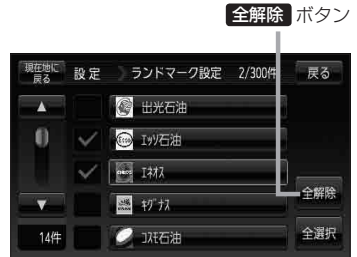 全解除 ボタン
現在地に
戻る
設定
ランドマーク設定 2/300件
戻る
▲
出光石油
Esso
エッソ石油
ENEOS
エネオス
キグナス
▼
コスモ石油
14件
全解除
全選択